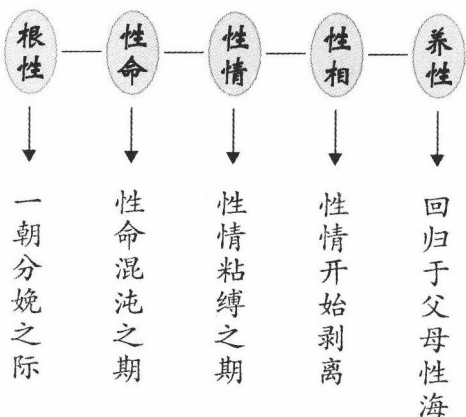 根性
性命
性情
性相
养性
一朝分娩之际
性命混沌之期
性情粘缚之期
性情开始剥离
回归于父母性海